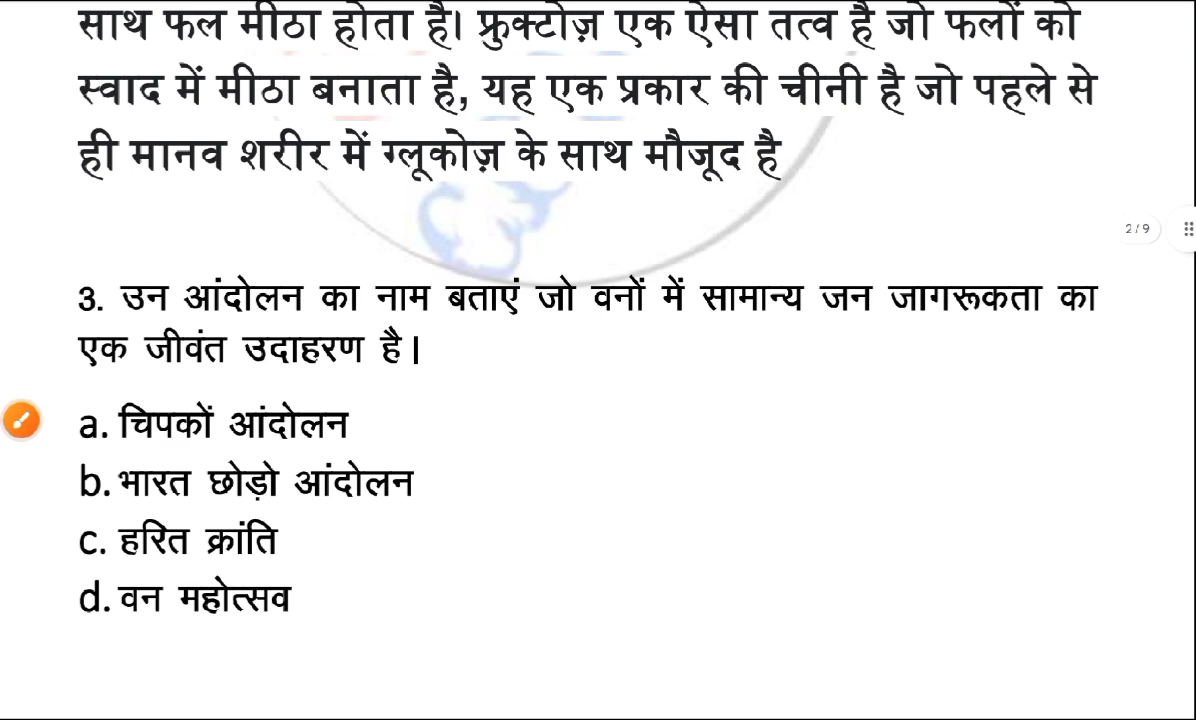 साथ फल मीठा होता है। फ्रुक्टोज़ एक ऐसा तत्व है जो फलों को
स्वाद में मीठा बनाता है, यह एक प्रकार की चीनी है जो पहले से
ही मानव शरीर में ग्लूकोज़ के साथ मौजूद है
2 / 9
3. उन आंदोलन का नाम बताएं जो वनों में सामान्य जन जागरूकता का
एक जीवंत उदाहरण है।
a. चिपकों आंदोलन
b. भारत छोड़ो आंदोलन
c. हरित क्रांति
d. वन महोत्सव